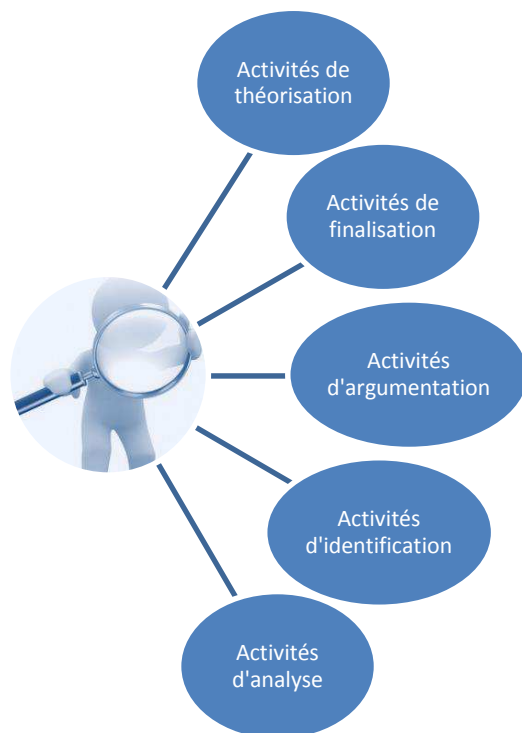 Activités de
théorisation
Activités de
finalisation
Activités
d'argumentation
Activités
d'identification
Activités
d'analyse